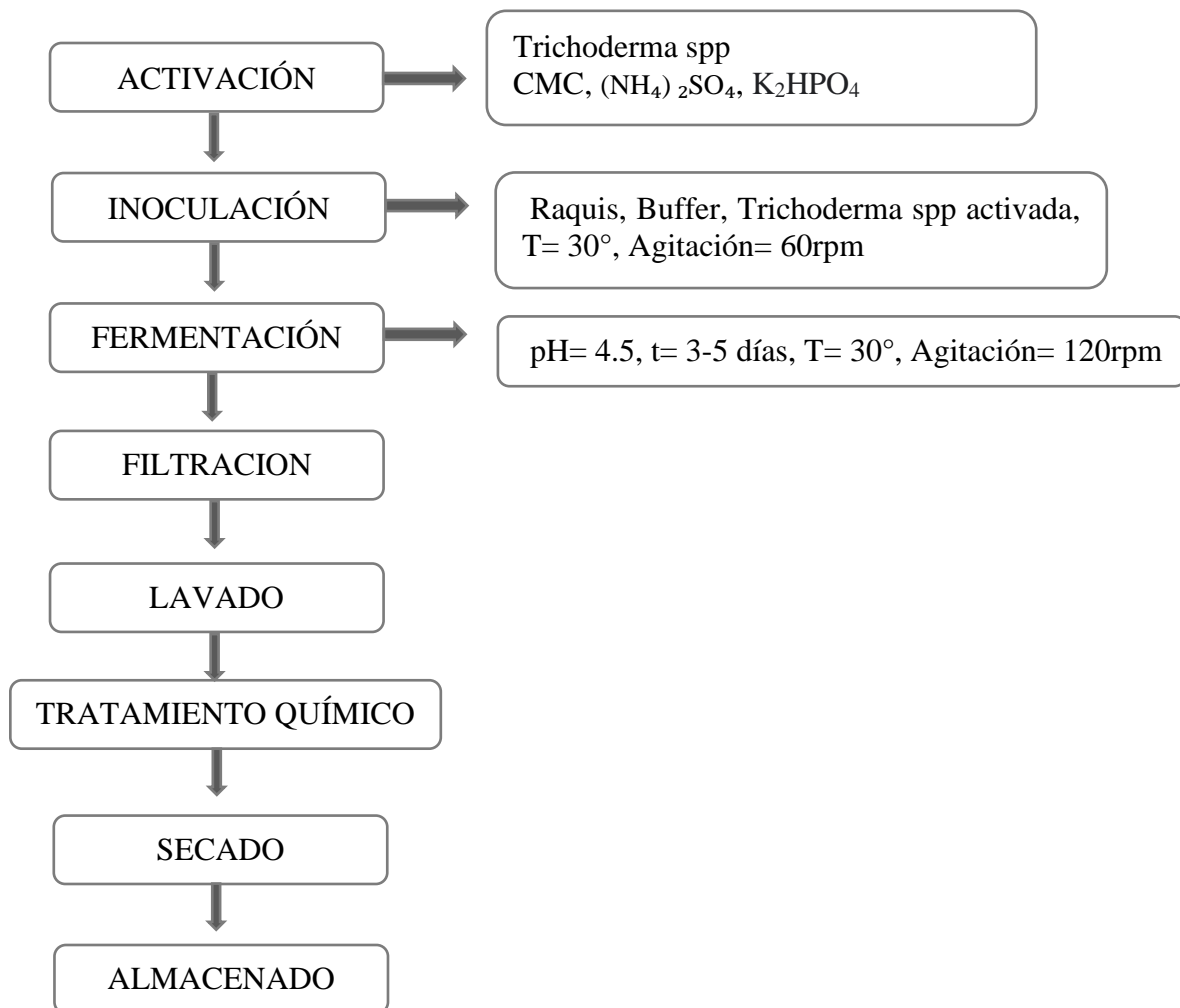 ACTIVACIÓN
Trichoderma spp
CMC, (NH₄) ₂SO₄, K₂HPO₄
INOCULACIÓN
Raquis, Buffer, Trichoderma spp activada,
T= 30°, Agitación= 60rpm
FERMENTACIÓN
pH= 4.5, t= 3-5 días, T= 30°, Agitación= 120rpm
FILTRACION
LAVADO
TRATAMIENTO QUÍMICO
SECADO
ALMACENADO